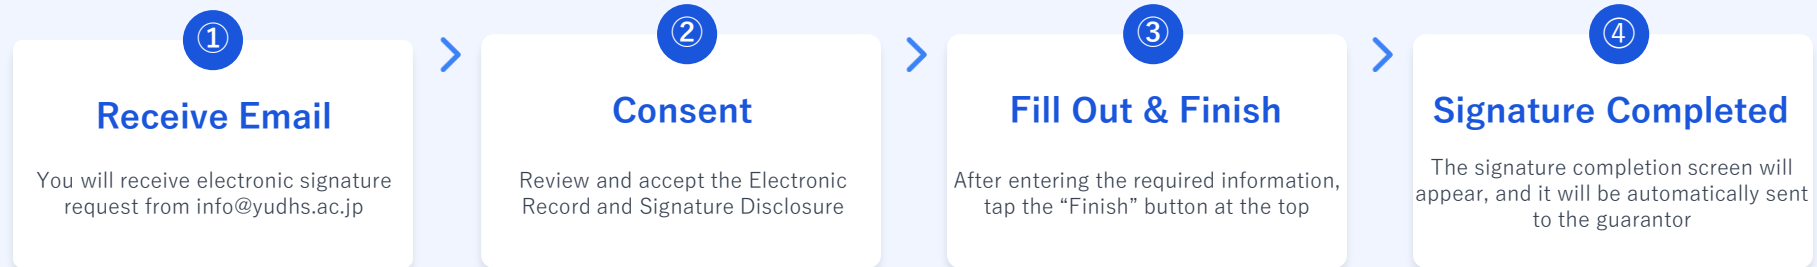 ①
Receive Email
You will receive electronic signature
request from info@yudhs.ac.jp
②
Consent
Review and accept the Electronic
Record and Signature Disclosure
③
Fill Out & Finish
After entering the required information,
tap the “Finish” button at the top
④
Signature Completed
The signature completion screen will
appear, and it will be automatically sent
to the guarantor